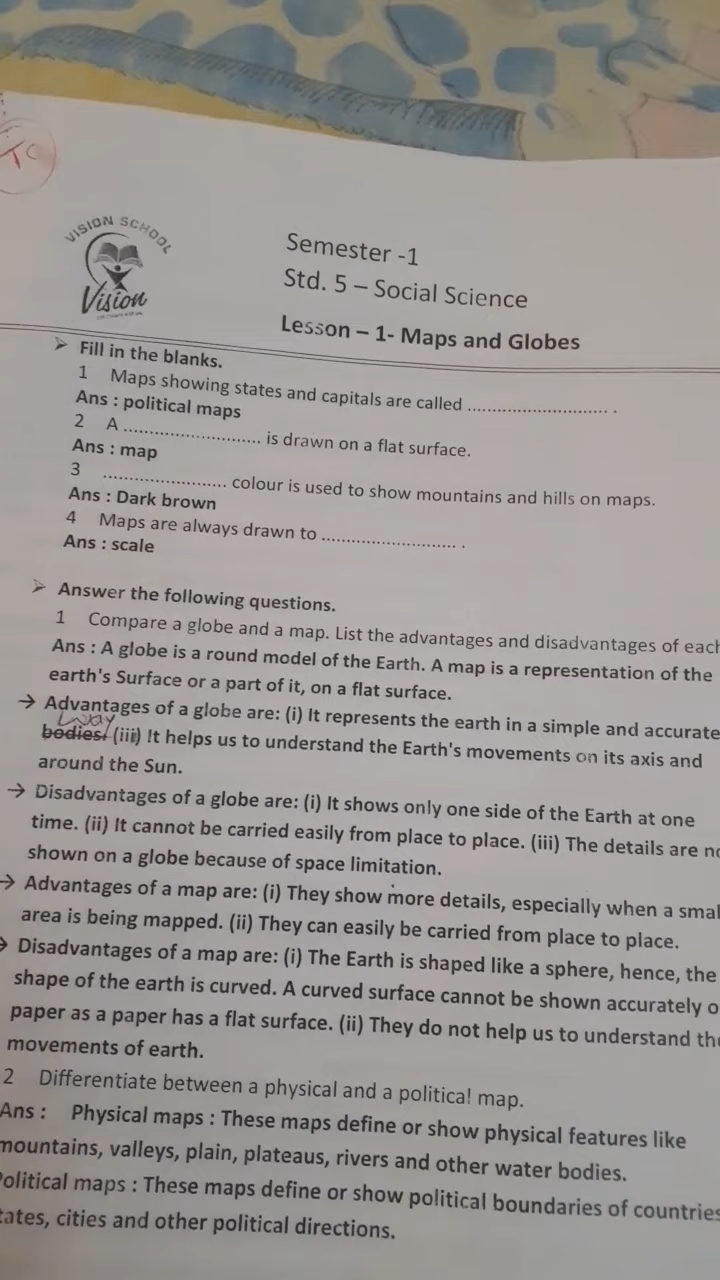 TC
VISION SCHOOL
Vision
Semester -1
Std. 5 – Social Science
Lesson – 1- Maps and Globes
➢ Fill in the blanks.
1 Maps showing states and capitals are called ............................ .
Ans : political maps
2 A ............................ is drawn on a flat surface.
Ans : map
3 ......................... colour is used to show mountains and hills on maps.
Ans : Dark brown
4 Maps are always drawn to ........................... .
Ans : scale
➢ Answer the following questions.
1 Compare a globe and a map. List the advantages and disadvantages of each
Ans : A globe is a round model of the Earth. A map is a representation of the
earth's Surface or a part of it, on a flat surface.
→ Advantages of a globe are: (i) It represents the earth in a simple and accurate
way
bodies. (iii) It helps us to understand the Earth's movements on its axis and
around the Sun.
→ Disadvantages of a globe are: (i) It shows only one side of the Earth at one
time. (ii) It cannot be carried easily from place to place. (iii) The details are no
shown on a globe because of space limitation.
→ Advantages of a map are: (i) They show more details, especially when a smal
area is being mapped. (ii) They can easily be carried from place to place.
→ Disadvantages of a map are: (i) The Earth is shaped like a sphere, hence, the
shape of the earth is curved. A curved surface cannot be shown accurately o
paper as a paper has a flat surface. (ii) They do not help us to understand the
movements of earth.
2 Differentiate between a physical and a political map.
Ans : Physical maps : These maps define or show physical features like
mountains, valleys, plain, plateaus, rivers and other water bodies.
Political maps : These maps define or show political boundaries of countries
tates, cities and other political directions.